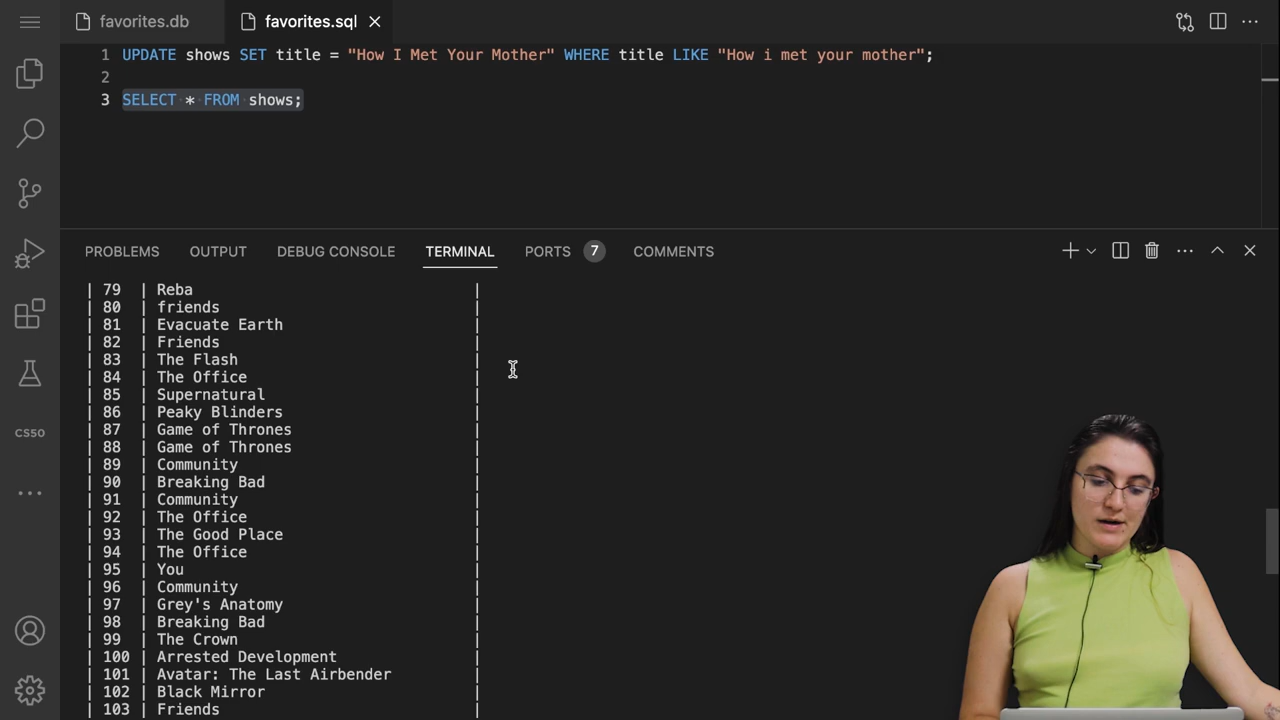 favorites.db
favorites.sql
1 UPDATE shows SET title = "How I Met Your Mother" WHERE title LIKE "How i met your mother";
2
3 SELECT * FROM shows;
CS50
PROBLEMS OUTPUT DEBUG CONSOLE TERMINAL PORTS 7 COMMENTS
| 79 | Reba |
| 80 | friends |
| 81 | Evacuate Earth |
| 82 | Friends |
| 83 | The Flash |
| 84 | The Office |
| 85 | Supernatural |
| 86 | Peaky Blinders |
| 87 | Game of Thrones |
| 88 | Game of Thrones |
| 89 | Community |
| 90 | Breaking Bad |
| 91 | Community |
| 92 | The Office |
| 93 | The Good Place |
| 94 | The Office |
| 95 | You |
| 96 | Community |
| 97 | Grey's Anatomy |
| 98 | Breaking Bad |
| 99 | The Crown |
| 100 | Arrested Development |
| 101 | Avatar: The Last Airbender |
| 102 | Black Mirror |
| 103 | Friends |